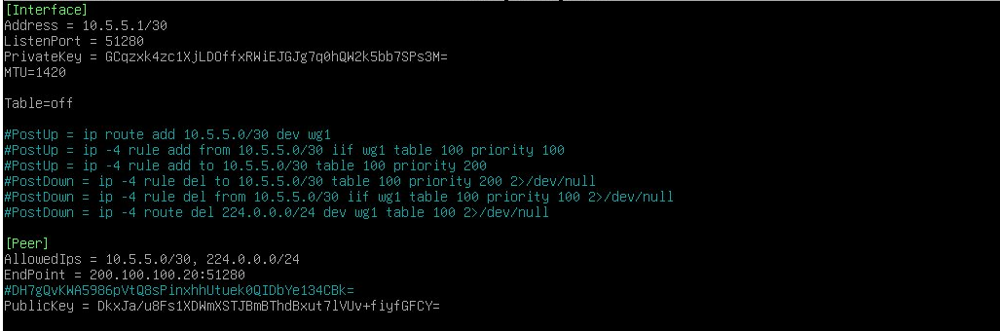 [Interface]
Address = 10.5.5.1/30
ListenPort = 51280
PrivateKey = GCqzxk4zc1XjLDOffxRWiEJGJg7q0hQW2k5bb7SPs3M=
MTU=1420
Table=off
#PostUp = ip route add 10.5.5.0/30 dev wg1
#PostUp = ip -4 rule add from 10.5.5.0/30 iif wg1 table 100 priority 100
#PostUp = ip -4 rule add to 10.5.5.0/30 table 100 priority 200
#PostDown = ip -4 rule del to 10.5.5.0/30 table 100 priority 200 2>/dev/null
#PostDown = ip -4 rule del from 10.5.5.0/30 iif wg1 table 100 priority 100 2>/dev/null
#PostDown = ip -4 route del 224.0.0.0/24 dev wg1 table 100 2>/dev/null
[Peer]
AllowedIps = 10.5.5.0/30, 224.0.0.0/24
EndPoint = 200.100.100.20:51280
#DH7gQvKWA5986pVtQ8sPinxhhUtuek0QIDbYe134CBk=
PublicKey = DkxJa/u8Fs1XDWmXSTJBmBThdBxut7lVUv+fiyfGFCY=